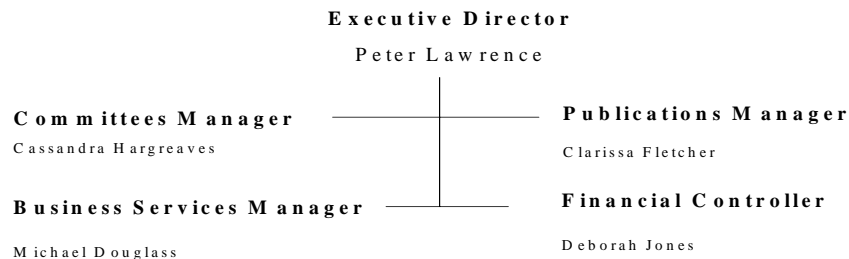 Executive Director
Peter Lawrence
Committees Manager
Cassandra Hargreaves
Publications Manager
Clarissa Fletcher
Business Services Manager
Michael Douglass
Financial Controller
Deborah Jones